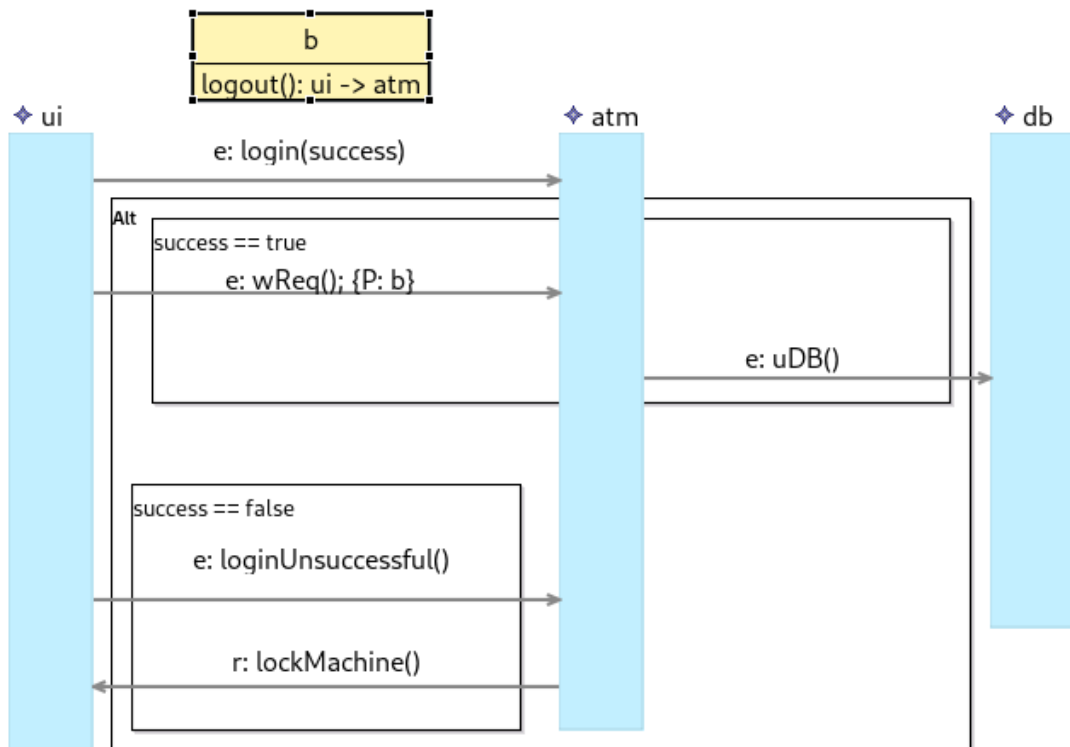 b
logout(): ui -> atm
ui
atm
db
e: login(success)
Alt
success == true
e: wReq(); {P: b}
e: uDB()
success == false
e: loginUnsuccessful()
r: lockMachine()